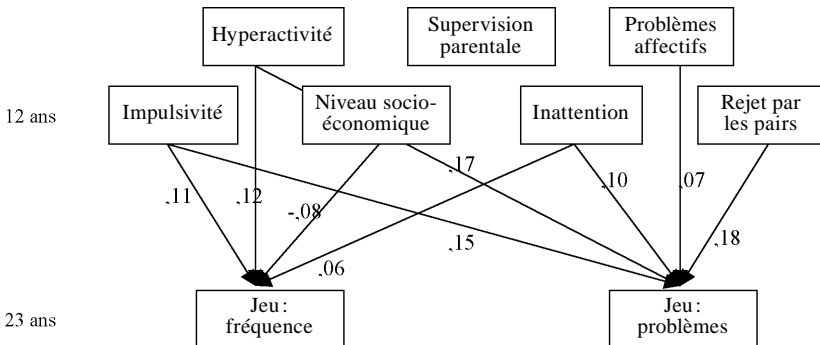 Hyperactivité
Supervision
parentale
Problèmes
affectifs
12 ans
Impulsivité
Niveau socio-
économique
Inattention
Rejet par
les pairs
,11
,12
-,08
,06
,17
,15
,10
,07
,18
23 ans
Jeu :
fréquence
Jeu :
problèmes